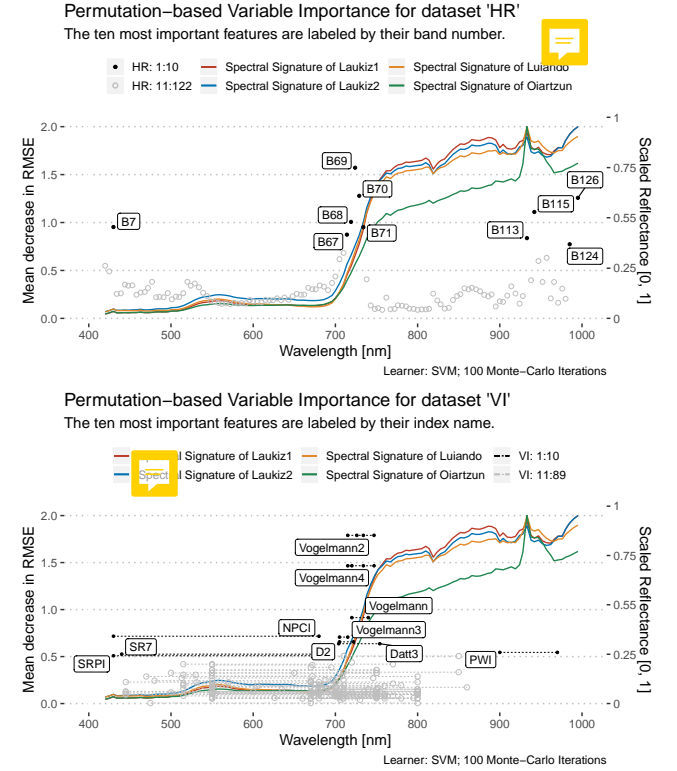 Permutation−based Variable Importance for dataset 'HR'
The ten most important features are labeled by their band number.
HR: 1:10 Spectral Signature of Laukiz1 Spectral Signature of Luiando
HR: 11:122 Spectral Signature of Laukiz2 Spectral Signature of Oiartzun
Mean decrease in RMSE
2.0
1.5
1.0
0.5
0.0
B7
B69
B70
B68
B67
B71
B126
B115
B113
B124
1
0.75
0.55
0.25
0
Scaled Reflectance [0, 1]
400 500 600 700 800 900 1000
Wavelength [nm]
Learner: SVM; 100 Monte−Carlo Iterations
Permutation−based Variable Importance for dataset 'VI'
The ten most important features are labeled by their index name.
Spectral Signature of Laukiz1 Spectral Signature of Luiando VI: 1:10
Spectral Signature of Laukiz2 Spectral Signature of Oiartzun VI: 11:89
Mean decrease in RMSE
2.0
1.5
1.0
0.5
0.0
Vogelmann2
Vogelmann4
Vogelmann
NPCI
Vogelmann3
SR7
D2
Datt3
SRPI
PWI
1
0.75
0.55
0.25
0
Scaled Reflectance [0, 1]
400 500 600 700 800 900 1000
Wavelength [nm]
Learner: SVM; 100 Monte−Carlo Iterations